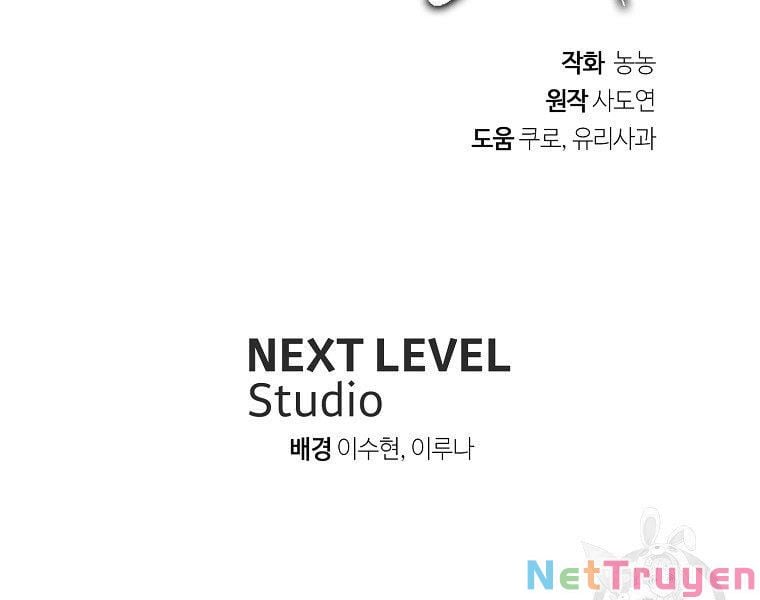 작화 농농
원작 사도연
도움 쿠로, 유리사과
NEXT LEVEL
Studio
배경 이수현, 이루나
NetTruyen